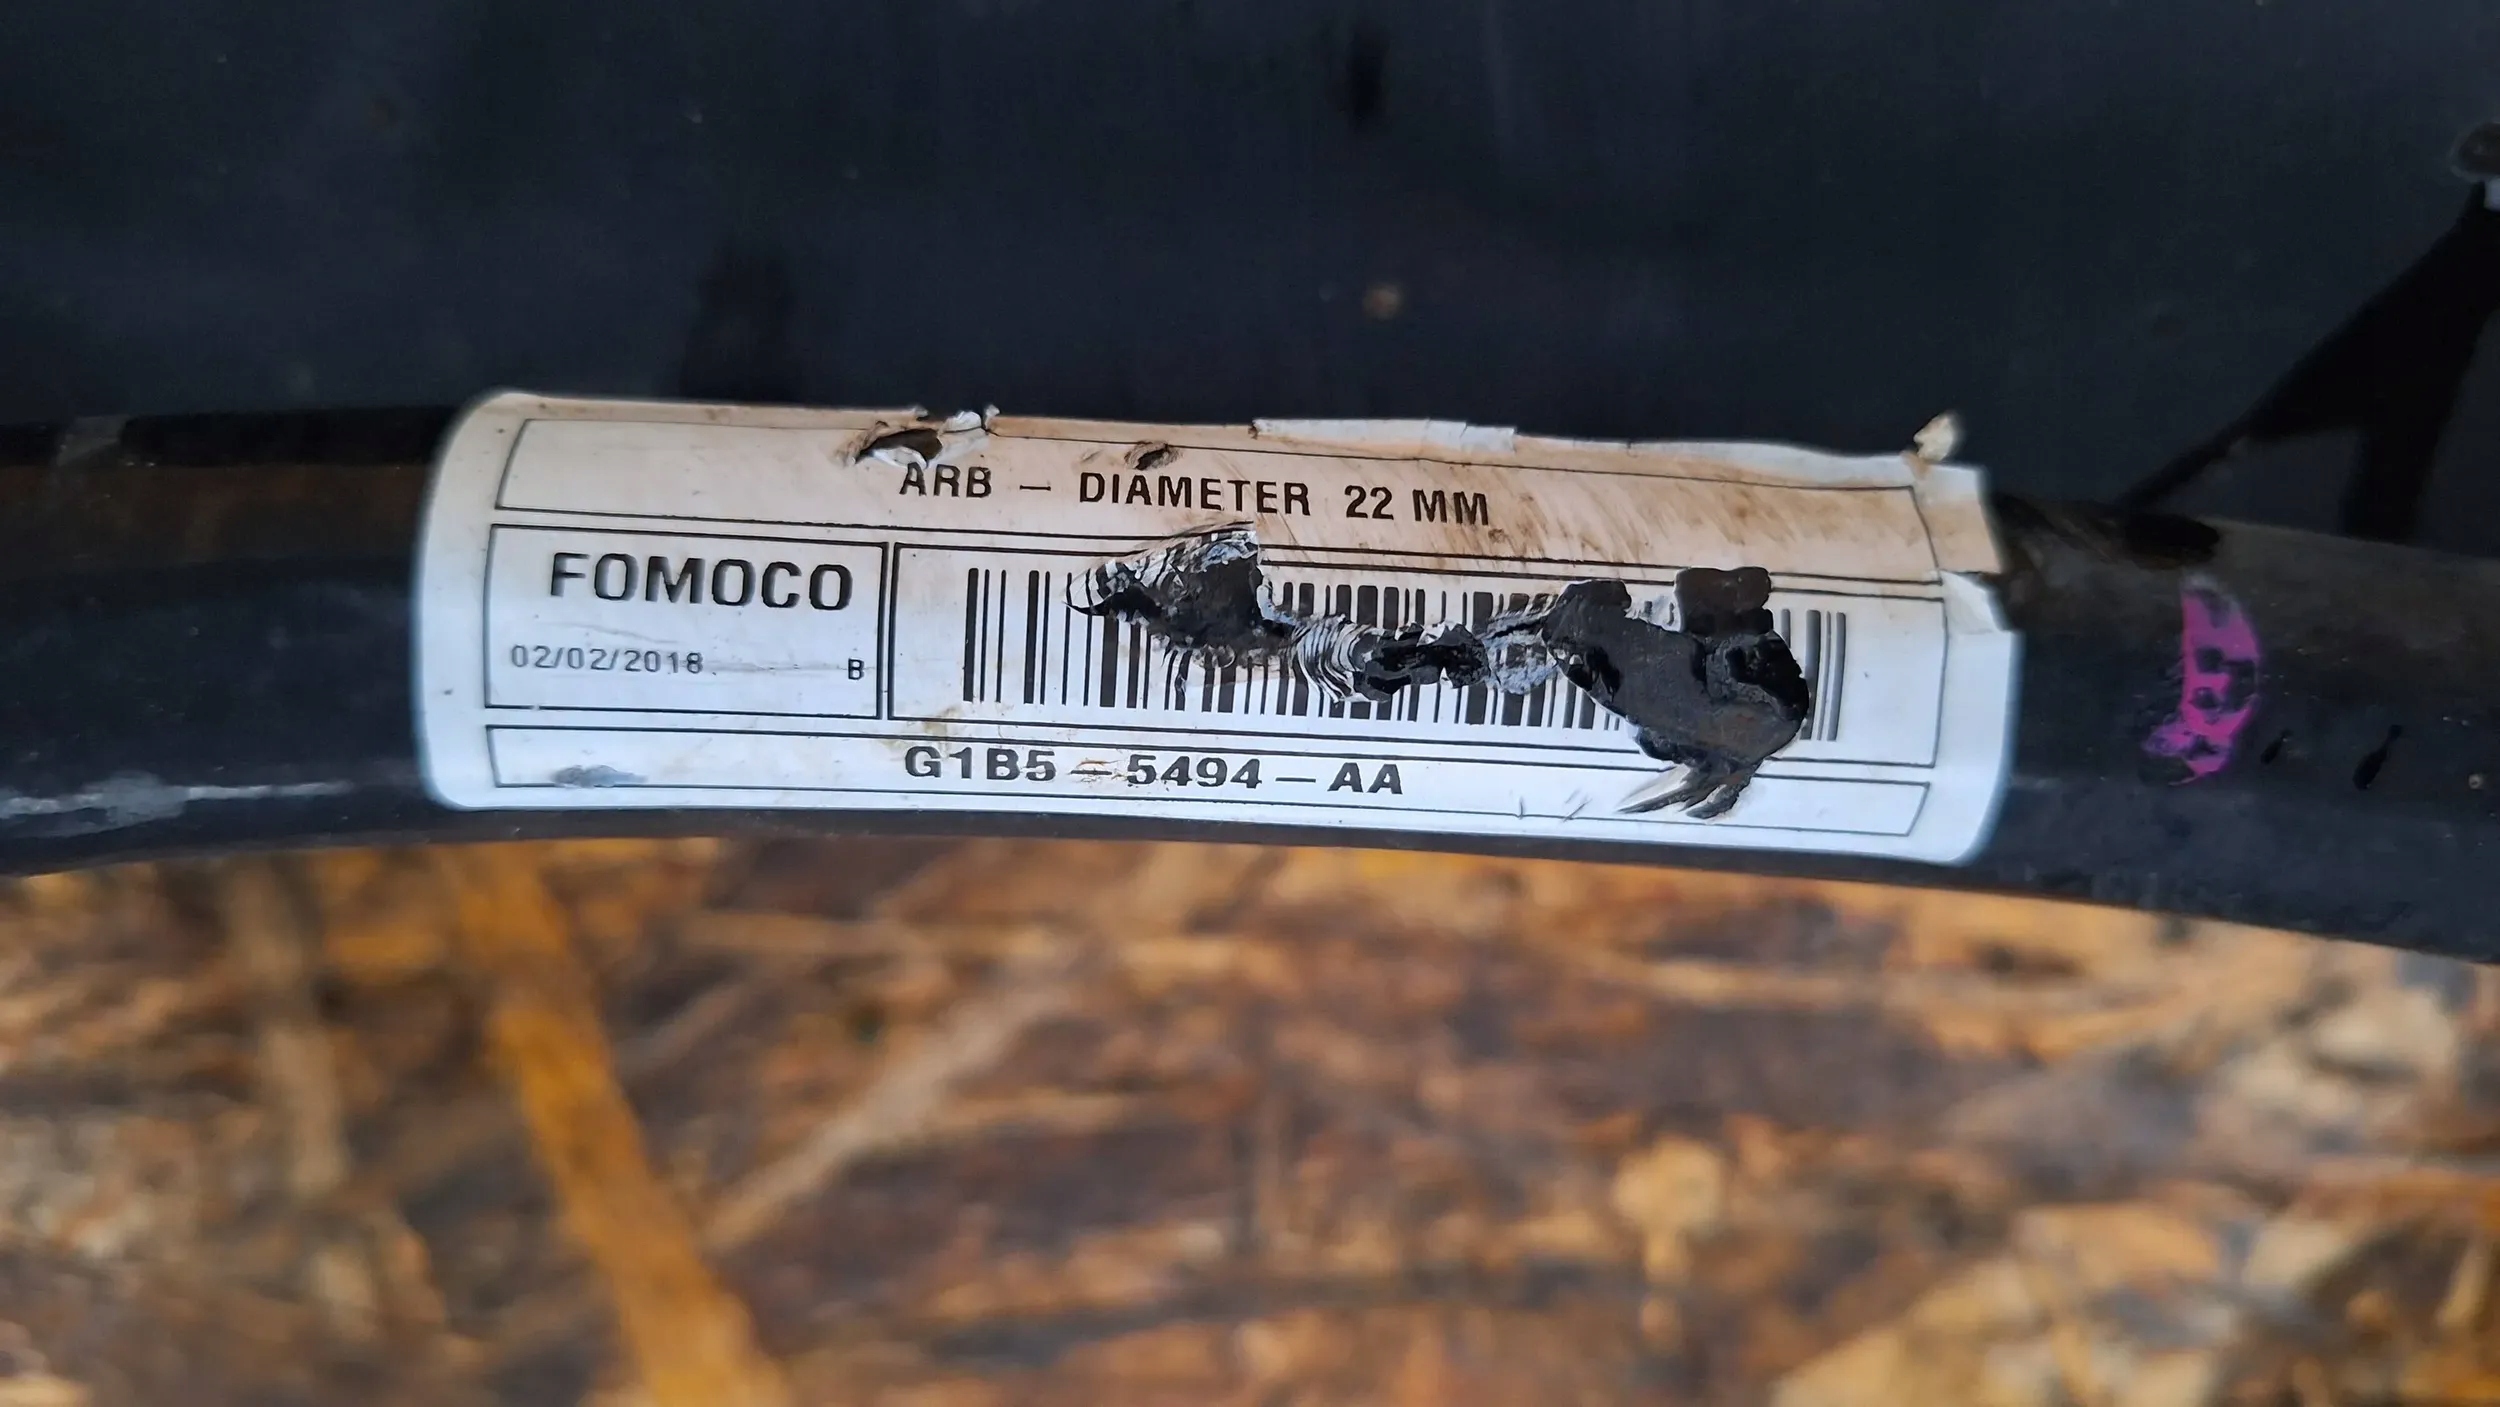 ARB - DIAMETER 22 MM
FOMOCO
02/02/2018 B
G1B5-5494-AA